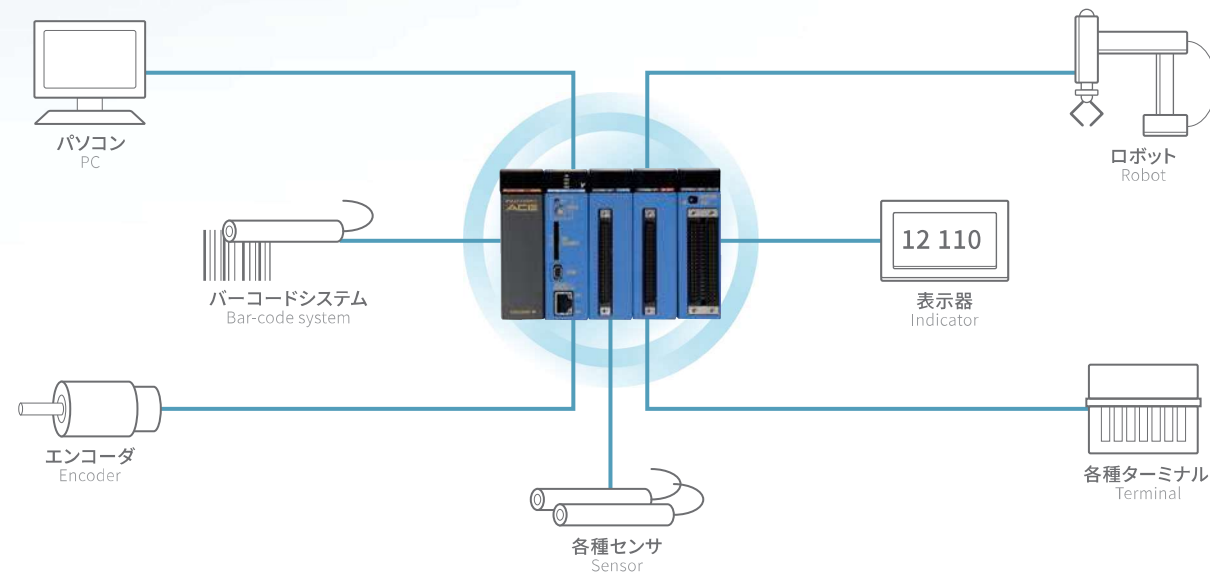 パソコン
PC
ロボット
Robot
ACE
12 110
バーコードシステム
Bar-code system
表示器
Indicator
エンコーダ
Encoder
各種ターミナル
Terminal
各種センサ
Sensor